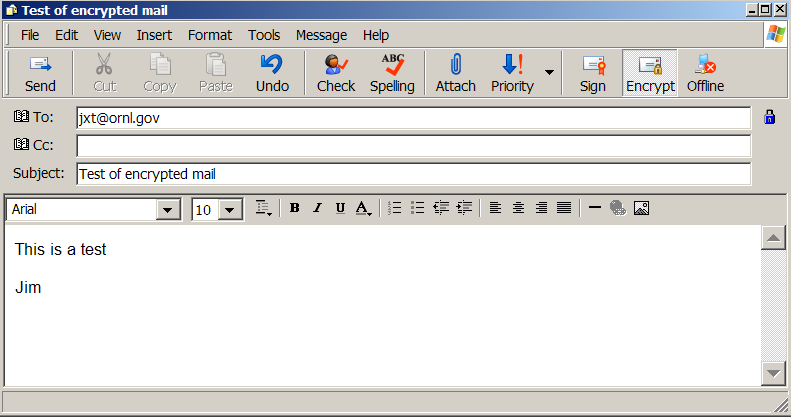 Test of encrypted mail
File Edit View Insert Format Tools Message Help
Send Cut Copy Paste Undo Check Spelling Attach Priority Sign Encrypt Offline
To: jxt@ornl.gov
Cc:
Subject: Test of encrypted mail
Arial 10 B I U A
This is a test
Jim